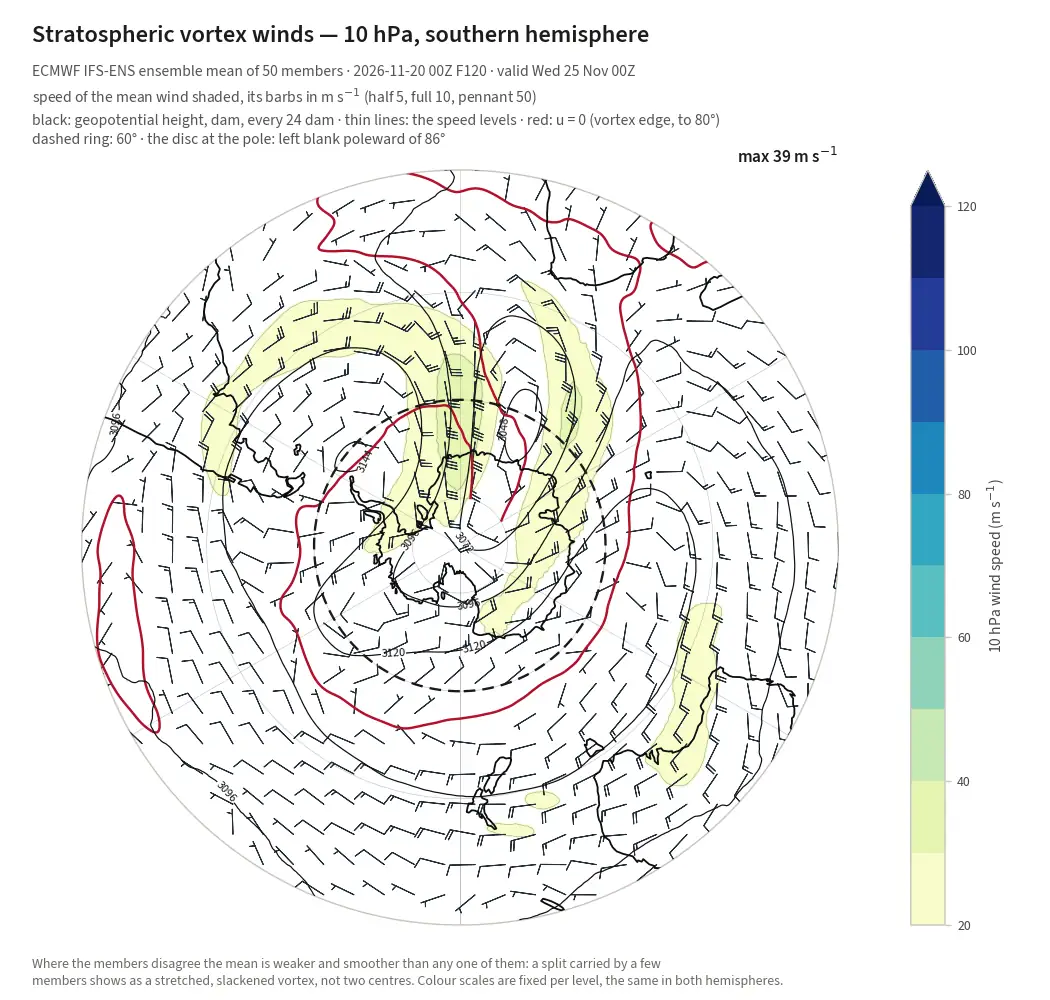 Stratospheric vortex winds — 10 hPa, southern hemisphere
ECMWF IFS-ENS ensemble mean of 50 members · 2026-11-20 00Z F120 · valid Wed 25 Nov 00Z
speed of the mean wind shaded, its barbs in m s⁻¹ (half 5, full 10, pennant 50)
black: geopotential height, dam, every 24 dam · thin lines: the speed levels · red: u = 0 (vortex edge, to 80°)
dashed ring: 60° · the disc at the pole: left blank poleward of 86°
max 39 m s⁻¹
120
100
80
60
40
20
10 hPa wind speed (m s⁻¹)
3096
3048
3144
3096
3072
3096
3120
3120
3096
Where the members disagree the mean is weaker and smoother than any one of them: a split carried by a few
members shows as a stretched, slackened vortex, not two centres. Colour scales are fixed per level, the same in both hemispheres.